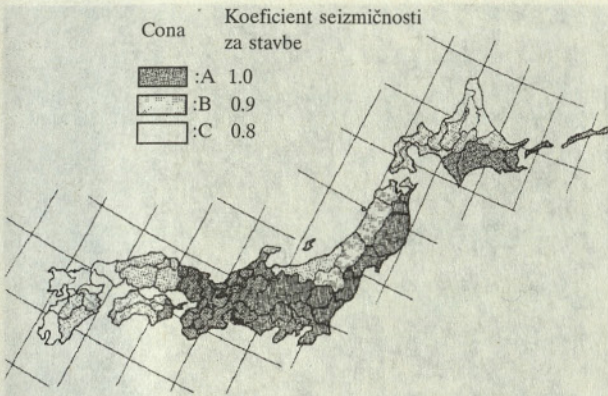 Cona Koeficient seizmičnosti
za stavbe
:A 1.0
:B 0.9
:C 0.8